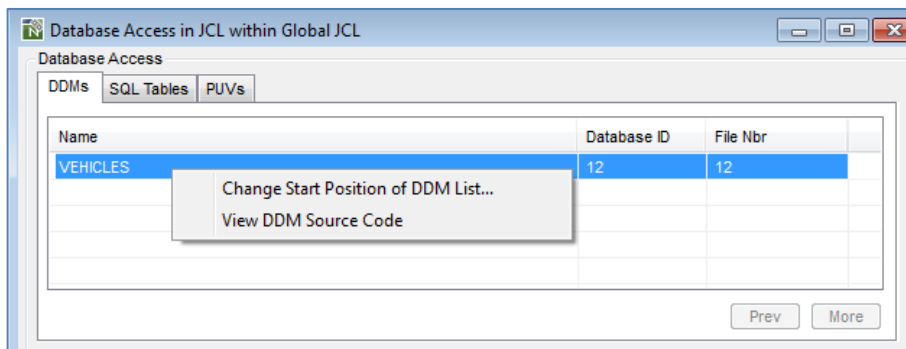 Database Access in JCL within Global JCL
Database Access
DDMs SQL Tables PUVs
Name Database ID File Nbr
VEHICLES 12 12
Change Start Position of DDM List...
View DDM Source Code
Prev More